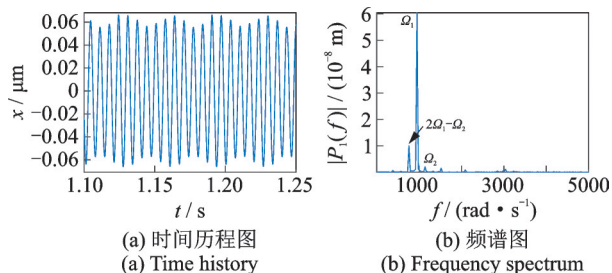 0.06
0.04
0.02
0
−0.02
−0.04
−0.06
x / μm
1.10
1.15
1.20
1.25
t / s
(a) 时间历程图
(a) Time history
6
5
4
3
2
1
|P₁(f)| / (10⁻⁸ m)
Ω₁
2Ω₁−Ω₂
Ω₂
1000
3000
5000
f / (rad · s⁻¹)
(b) 频谱图
(b) Frequency spectrum